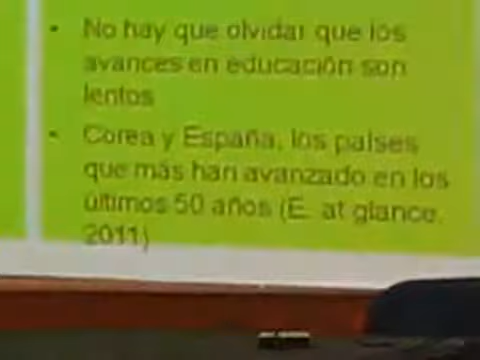 • No hay que olvidar que los
avances en educación son
lentos
• Corea y España, los países
que más han avanzado en los
últimos 50 años (E. at glance,
2011)